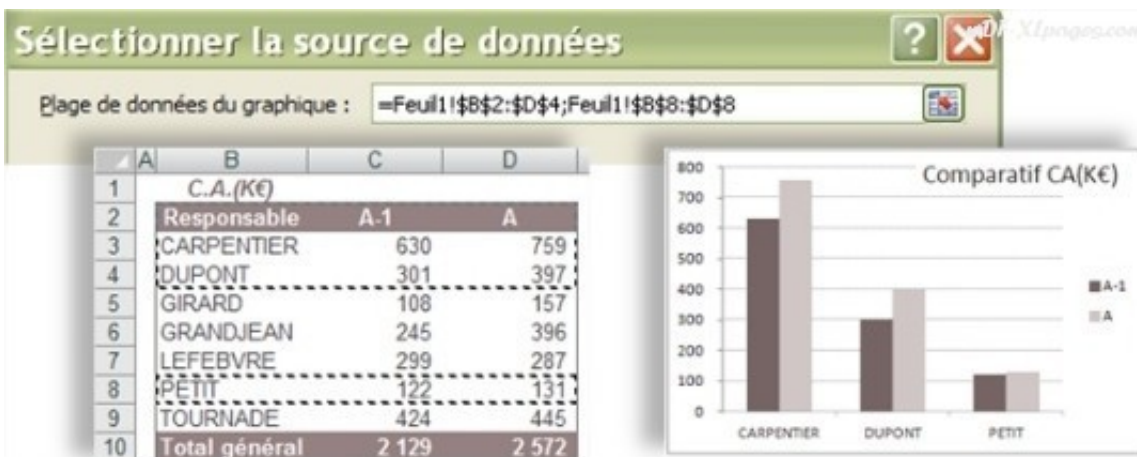 Sélectionner la source de données
?
Plage de données du graphique : =Feuil1!$B$2:$D$4;Feuil1!$B$8:$D$8
A B C D
1 C.A.(K€)
2 Responsable A-1 A
3 CARPENTIER 630 759
4 DUPONT 301 397
5 GIRARD 108 157
6 GRANDJEAN 245 396
7 LEFEBVRE 299 287
8 PETIT 122 131
9 TOURNADE 424 445
10 Total général 2 129 2 572
Comparatif CA(K€)
800
700
600
500
400
300
200
100
0
CARPENTIER DUPONT PETIT
A-1
A